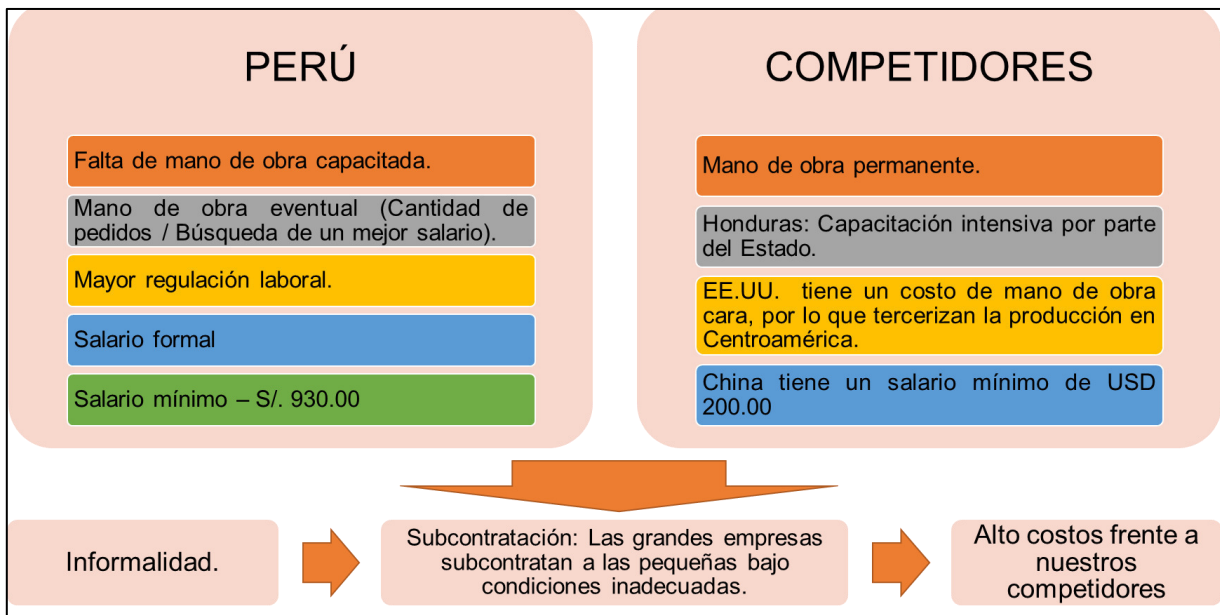 PERÚ
Falta de mano de obra capacitada.
Mano de obra eventual (Cantidad de
pedidos / Búsqueda de un mejor salario).
Mayor regulación laboral.
Salario formal
Salario mínimo – S/. 930.00
COMPETIDORES
Mano de obra permanente.
Honduras: Capacitación intensiva por parte
del Estado.
EE.UU. tiene un costo de mano de obra
cara, por lo que tercerizan la producción en
Centroamérica.
China tiene un salario mínimo de USD
200.00
Informalidad.
Subcontratación: Las grandes empresas
subcontratan a las pequeñas bajo
condiciones inadecuadas.
Alto costos frente a
nuestros
competidores